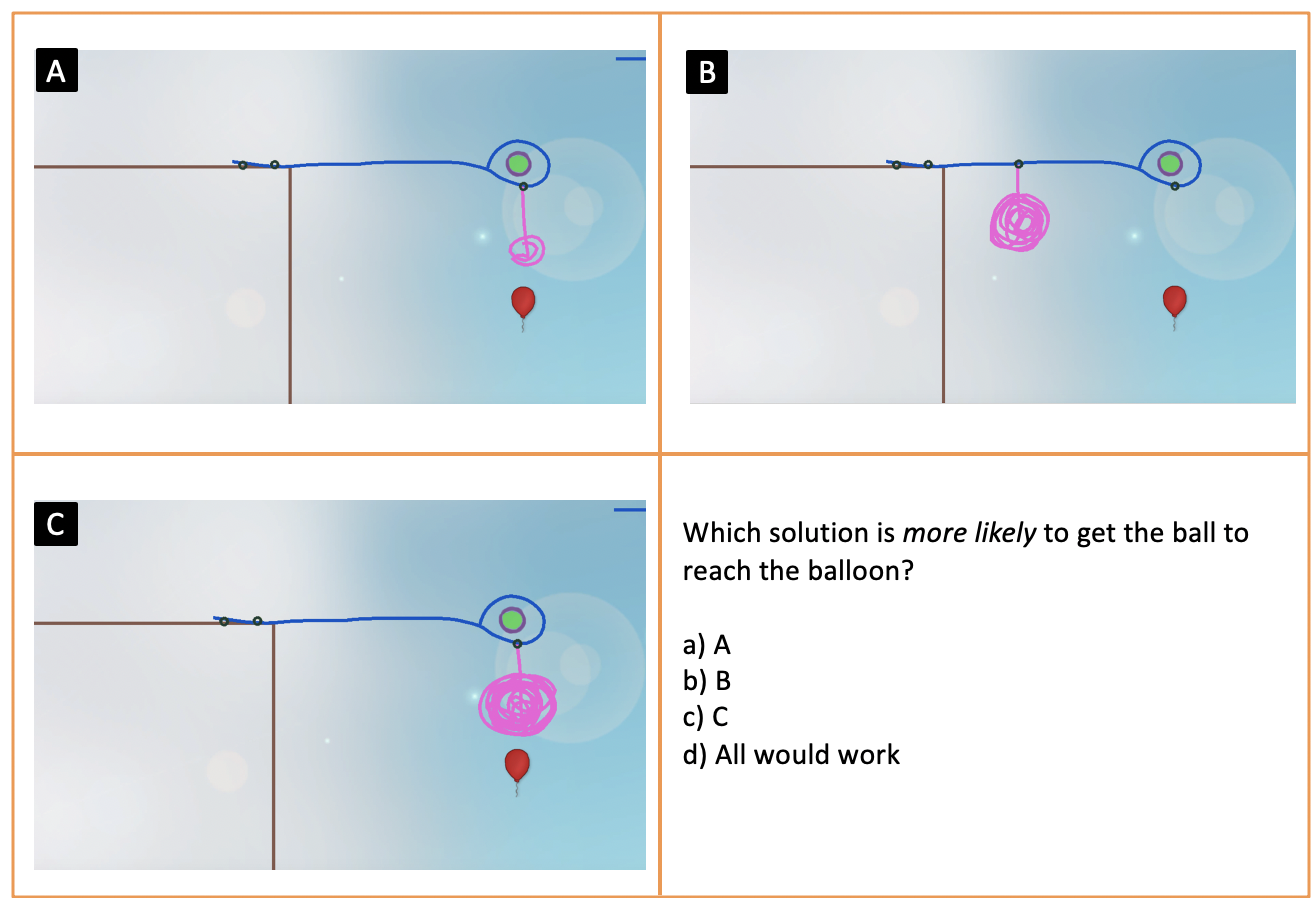 A
B
C
Which solution is more likely to get the ball to
reach the balloon?
a) A
b) B
c) C
d) All would work